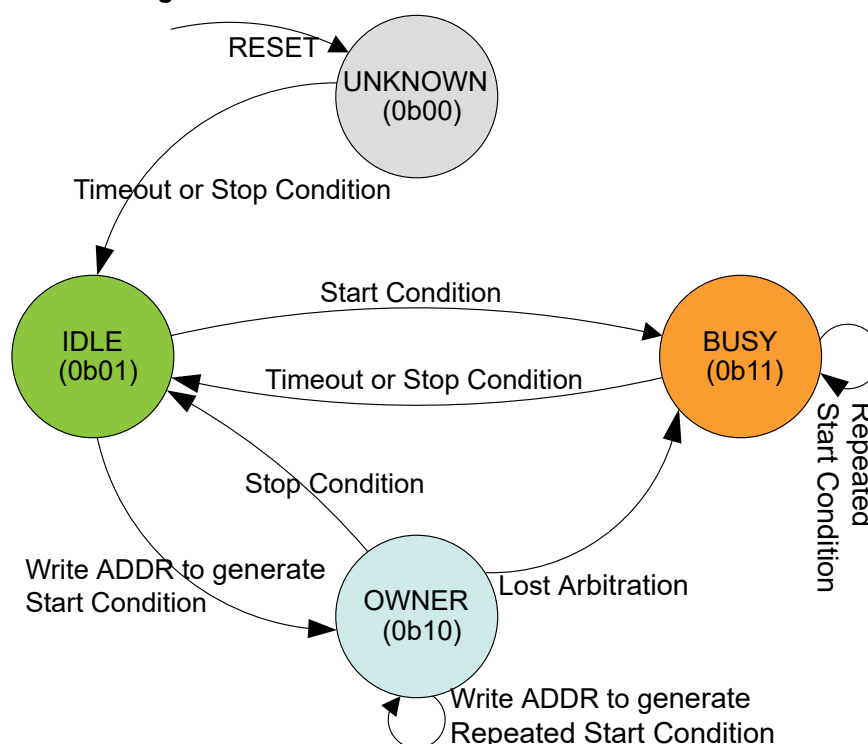 RESET
UNKNOWN
(0b00)
Timeout or Stop Condition
Start Condition
IDLE
(0b01)
BUSY
(0b11)
Timeout or Stop Condition
Repeated
Start Condition
Stop Condition
Write ADDR to generate
Start Condition
OWNER
(0b10)
Lost Arbitration
Write ADDR to generate
Repeated Start Condition